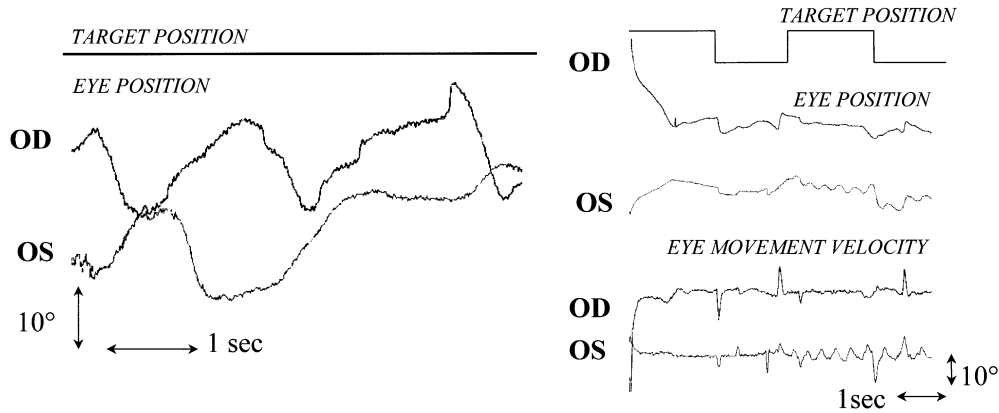 TARGET POSITION
EYE POSITION
OD
OS
10°
1 sec
TARGET POSITION
OD
EYE POSITION
OS
EYE MOVEMENT VELOCITY
OD
OS
10°
1sec